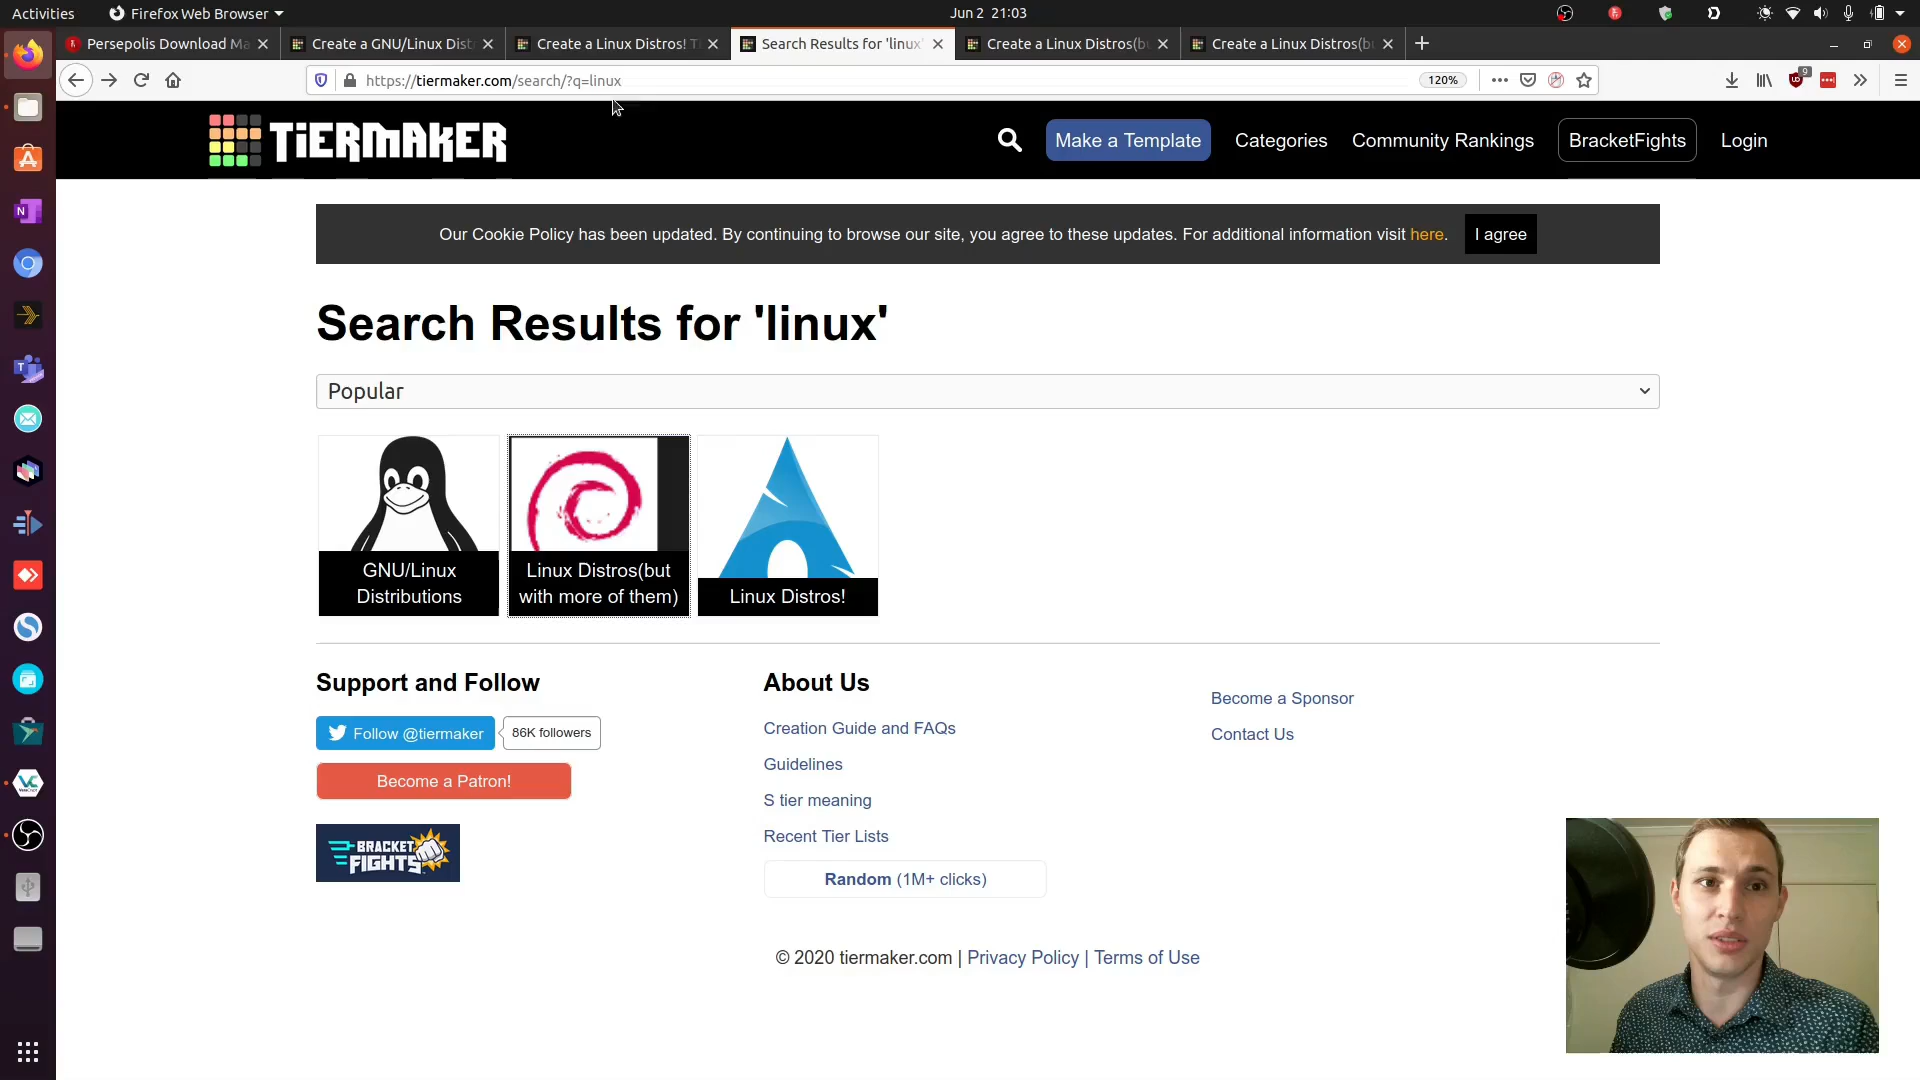 Activities
Firefox Web Browser
Jun 2 21:03
Persepolis Download Ma
Create a GNU/Linux Dist
Create a Linux Distros! T
Search Results for 'linux'
Create a Linux Distros(b
Create a Linux Distros(b
https://tiermaker.com/search/?q=linux
120%
9
TiERMAKER
Make a Template
Categories
Community Rankings
BracketFights
Login
Our Cookie Policy has been updated. By continuing to browse our site, you agree to these updates. For additional information visit here.
I agree
Search Results for 'linux'
Popular
GNU/Linux
Distributions
Linux Distros(but
with more of them)
Linux Distros!
Support and Follow
Follow @tiermaker
86K followers
Become a Patron!
BRACKET
FIGHTS
About Us
Creation Guide and FAQs
Guidelines
S tier meaning
Recent Tier Lists
Random (1M+ clicks)
Become a Sponsor
Contact Us
© 2020 tiermaker.com | Privacy Policy | Terms of Use